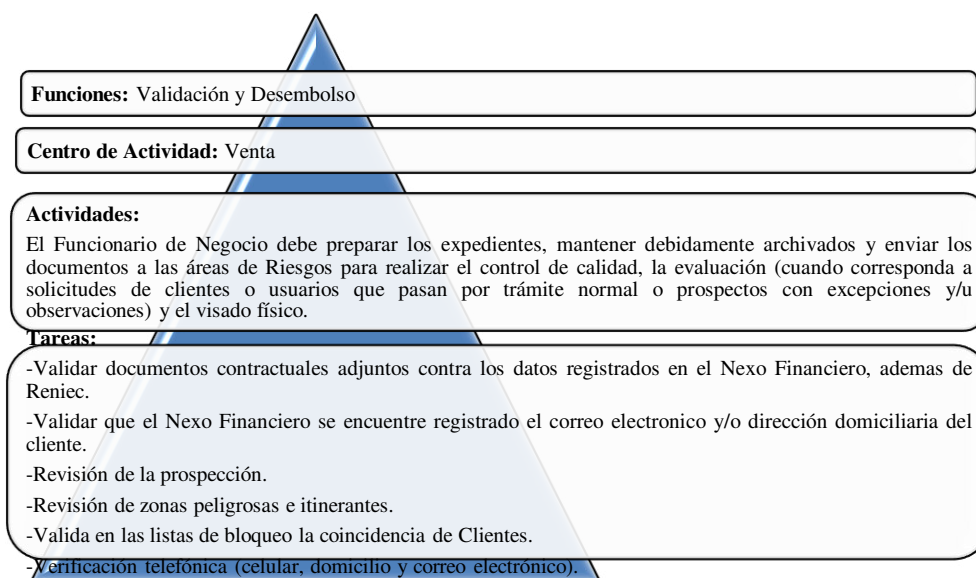 Funciones: Validación y Desembolso
Centro de Actividad: Venta
Actividades:
El Funcionario de Negocio debe preparar los expedientes, mantener debidamente archivados y enviar los
documentos a las áreas de Riesgos para realizar el control de calidad, la evaluación (cuando corresponda a
solicitudes de clientes o usuarios que pasan por trámite normal o prospectos con excepciones y/u
observaciones) y el visado físico.
Tareas:
-Validar documentos contractuales adjuntos contra los datos registrados en el Nexo Financiero, ademas de
Reniec.
-Validar que el Nexo Financiero se encuentre registrado el correo electronico y/o dirección domiciliaria del
cliente.
-Revisión de la prospección.
-Revisión de zonas peligrosas e itinerantes.
-Valida en las listas de bloqueo la coincidencia de Clientes.
-Verificación telefónica (celular, domicilio y correo electrónico).